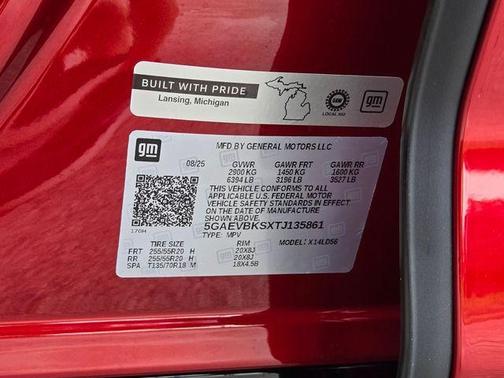 BUILT WITH PRIDE
Lansing, Michigan
LOCAL 602
gm
gm
MFD BY GENERAL MOTORS LLC
08/25 GVWR GAWR FRT GAWR RR
2900 KG 1450 KG 1600 KG
6394 LB 3196 LB 3527 LB
THIS VEHICLE CONFORMS TO ALL
APPLICABLE U.S. FEDERAL MOTOR
VEHICLE SAFETY STANDARDS IN EFFECT
ON THE DATE OF MANUFACTURE
SHOWN ABOVE.
5GAEVBKSXTJ135861
TYPE: MPV MODEL: X14LD56
TIRE SIZE RIM
FRT 255/55R20 H 20X8J
RR 255/55R20 H 20X8J
SPA T135/70R18 M 18X4.5B